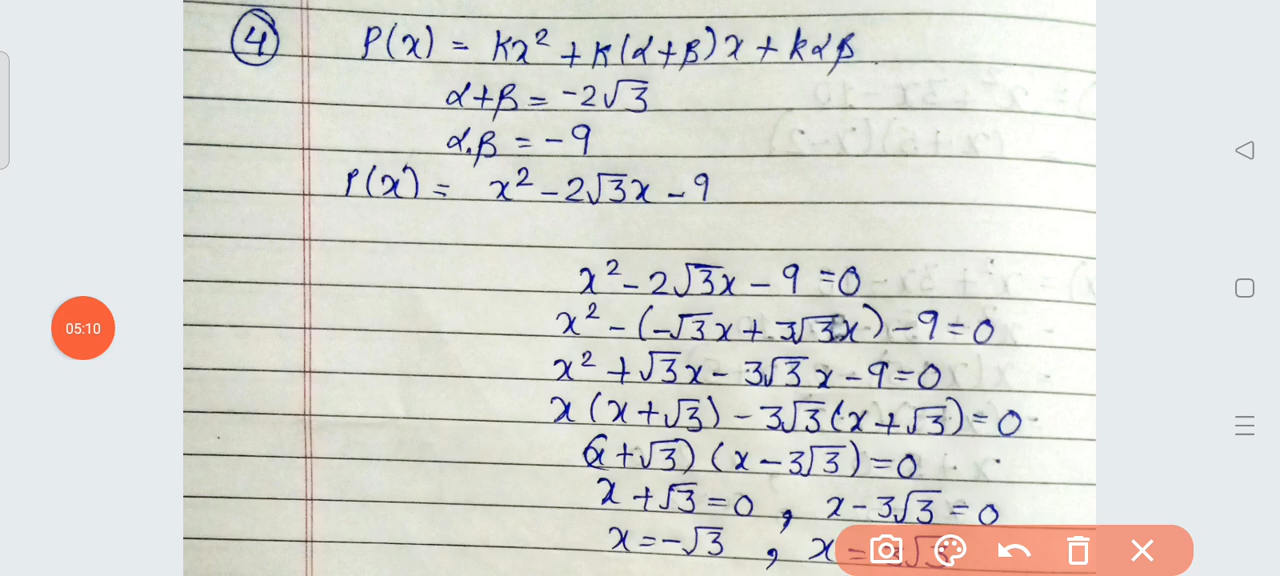 4 P(x) = Kx² + K(α+β)x + kαβ
α+β = -2√3
α.β = -9
P(x) = x² - 2√3x - 9
x² - 2√3x - 9 = 0
x² - (-√3x + 3√3x) - 9 = 0
x² + √3x - 3√3x - 9 = 0
x(x+√3) - 3√3(x+√3) = 0
05:10
(x+√3) (x-3√3) = 0
x+√3 = 0 , x-3√3 = 0
x = -√3 , x = 3√3